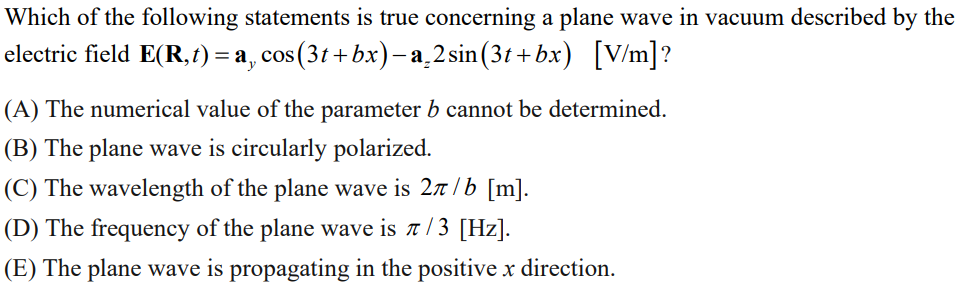 Which of the following statements is true concerning a plane wave in vacuum described by the
electric field E(R,t) = a_y cos(3t + bx) − a_z 2 sin(3t + bx) [V/m]?
(A) The numerical value of the parameter b cannot be determined.
(B) The plane wave is circularly polarized.
(C) The wavelength of the plane wave is 2π / b [m].
(D) The frequency of the plane wave is π / 3 [Hz].
(E) The plane wave is propagating in the positive x direction.